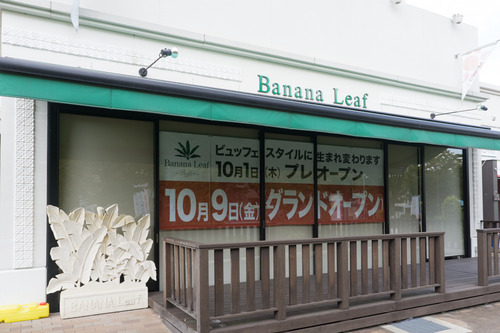 Banana Leaf
Banana Leaf
ビュッフェスタイルに生まれ変わります
10月1日(木)プレオープン
10月9日(金)グランドオープン
BANANA Leaf